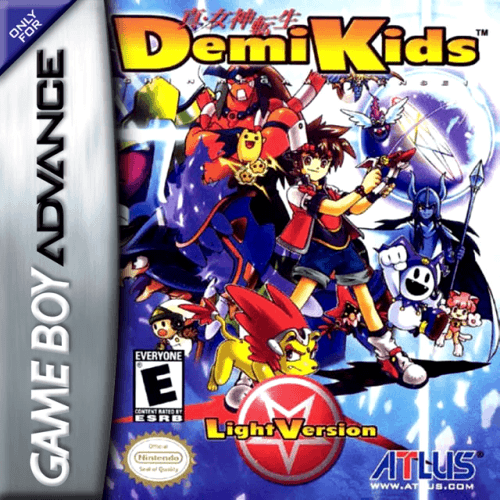 ONLY
FOR
GAME BOY ADVANCE
真・女神転生
DemiKids™
EVERYONE
E
CONTENT RATED BY
ESRB
Official
Nintendo
Seal of Quality
Light Version
ATLUS®
WWW.ATLUS.COM